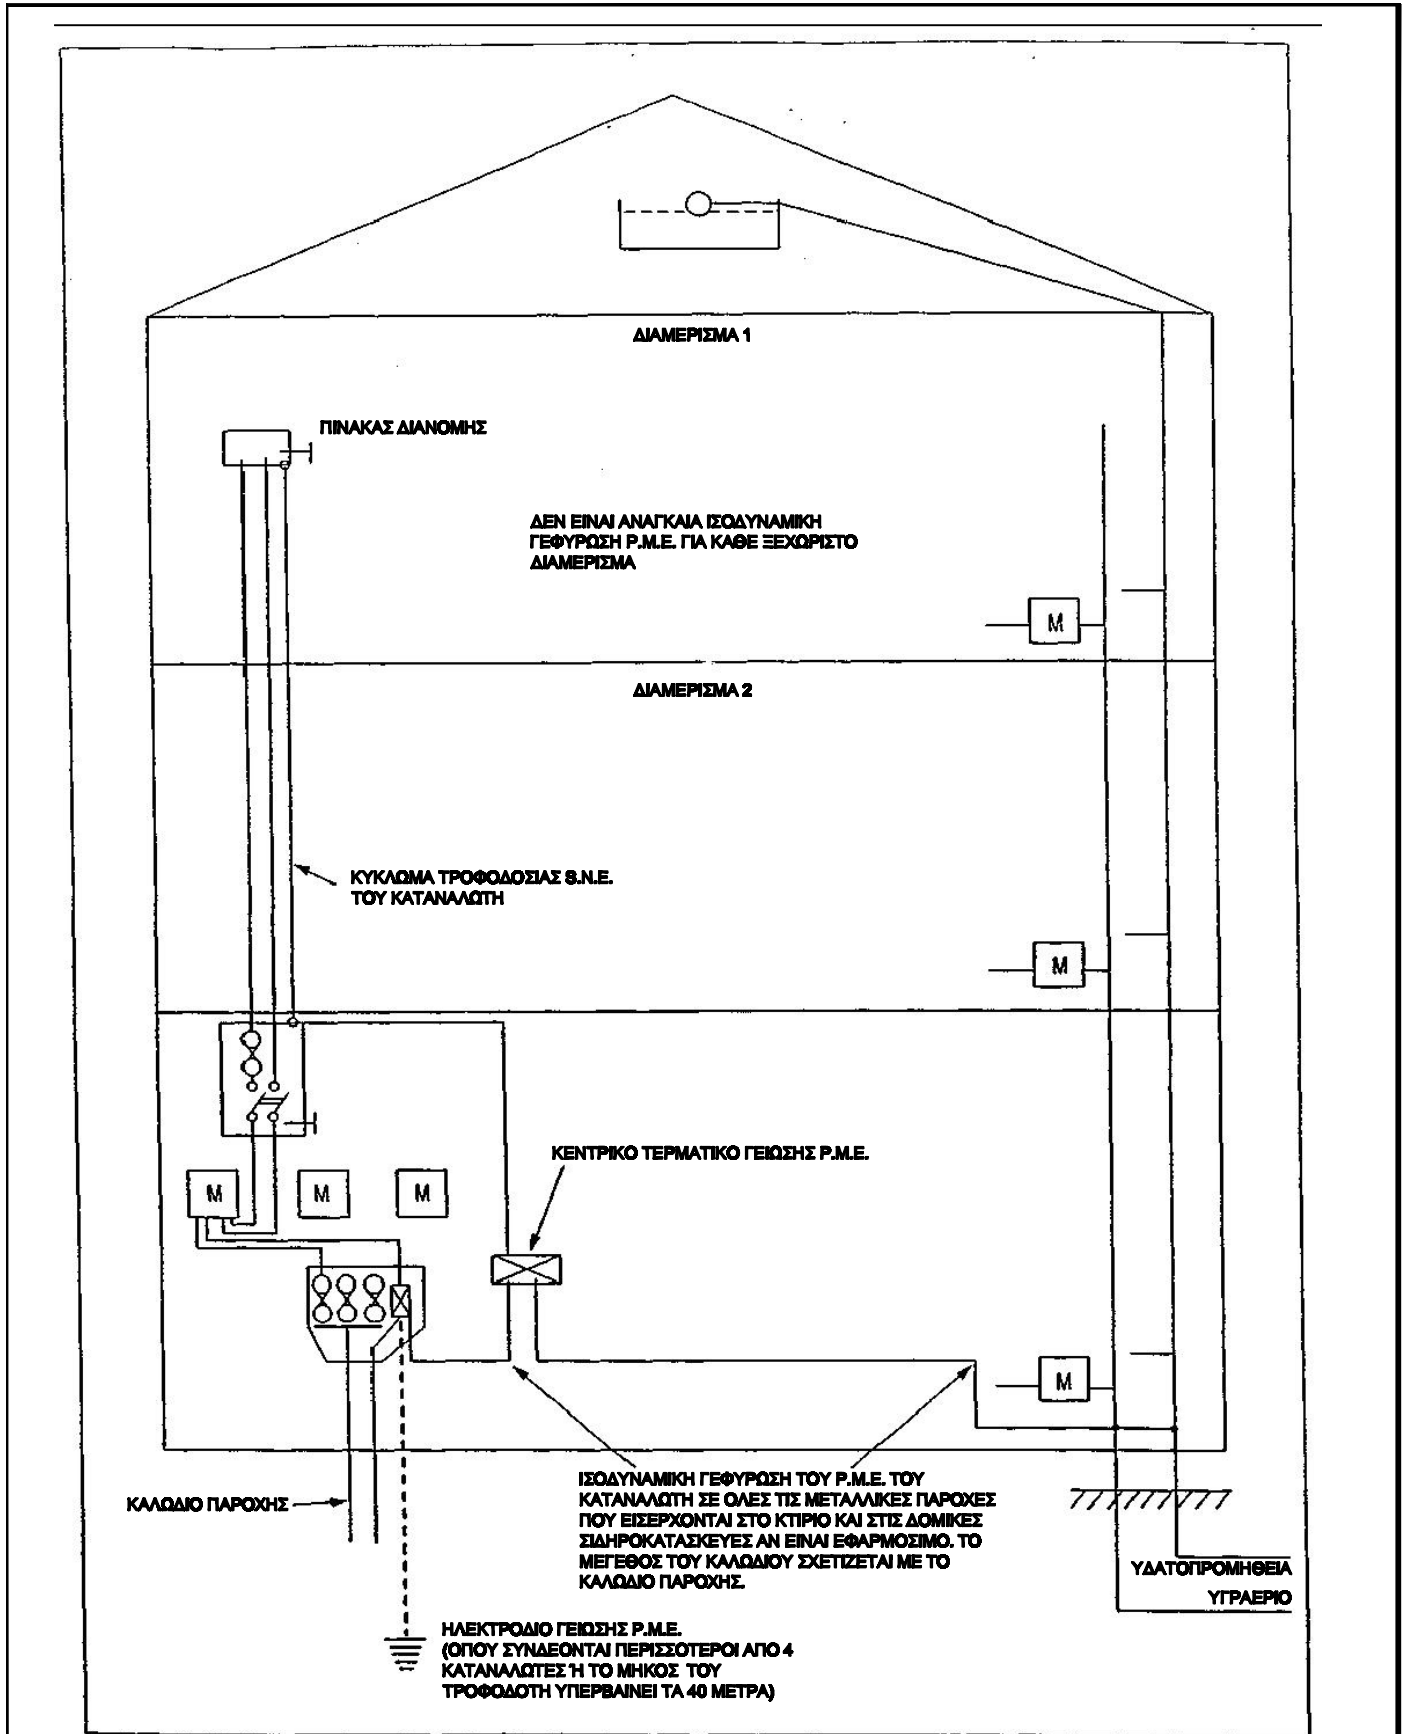 ΔΙΑΜΕΡΙΣΜΑ 1
ΠΙΝΑΚΑΣ ΔΙΑΝΟΜΗΣ
ΔΕΝ ΕΙΝΑΙ ΑΝΑΓΚΑΙΑ ΙΣΟΔΥΝΑΜΙΚΗ
ΓΕΦΥΡΩΣΗ P.M.E. ΓΙΑ ΚΑΘΕ ΞΕΧΩΡΙΣΤΟ
ΔΙΑΜΕΡΙΣΜΑ
M
ΔΙΑΜΕΡΙΣΜΑ 2
ΚΥΚΛΩΜΑ ΤΡΟΦΟΔΟΣΙΑΣ S.N.E.
ΤΟΥ ΚΑΤΑΝΑΛΩΤΗ
M
ΚΕΝΤΡΙΚΟ ΤΕΡΜΑΤΙΚΟ ΓΕΙΩΣΗΣ P.M.E.
M M M
M
ΙΣΟΔΥΝΑΜΙΚΗ ΓΕΦΥΡΩΣΗ ΤΟΥ P.M.E. ΤΟΥ
ΚΑΤΑΝΑΛΩΤΗ ΣΕ ΟΛΕΣ ΤΙΣ ΜΕΤΑΛΛΙΚΕΣ ΠΑΡΟΧΕΣ
ΠΟΥ ΕΙΣΕΡΧΟΝΤΑΙ ΣΤΟ ΚΤΙΡΙΟ ΚΑΙ ΣΤΙΣ ΔΟΜΙΚΕΣ
ΣΙΔΗΡΟΚΑΤΑΣΚΕΥΕΣ ΑΝ ΕΙΝΑΙ ΕΦΑΡΜΟΣΙΜΟ. ΤΟ
ΜΕΓΕΘΟΣ ΤΟΥ ΚΑΛΩΔΙΟΥ ΣΧΕΤΙΖΕΤΑΙ ΜΕ ΤΟ
ΚΑΛΩΔΙΟ ΠΑΡΟΧΗΣ.
ΚΑΛΩΔΙΟ ΠΑΡΟΧΗΣ
ΥΔΑΤΟΠΡΟΜΗΘΕΙΑ
ΥΓΡΑΕΡΙΟ
ΗΛΕΚΤΡΟΔΙΟ ΓΕΙΩΣΗΣ P.M.E.
(ΟΠΟΥ ΣΥΝΔΕΟΝΤΑΙ ΠΕΡΙΣΣΟΤΕΡΟΙ ΑΠΟ 4
ΚΑΤΑΝΑΛΩΤΕΣ Ή ΤΟ ΜΗΚΟΣ ΤΟΥ
ΤΡΟΦΟΔΟΤΗ ΥΠΕΡΒΑΙΝΕΙ ΤΑ 40 ΜΕΤΡΑ)